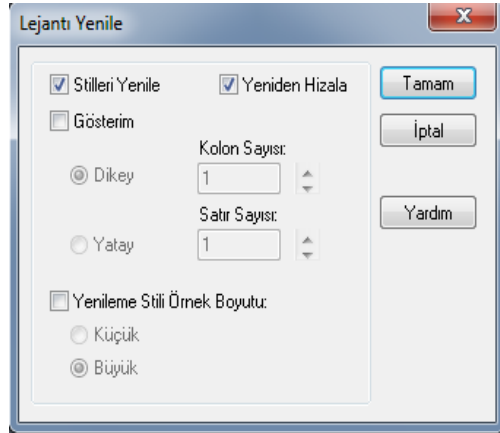 Lejantı Yenile
Stilleri Yenile Yeniden Hizala
Tamam
Gösterim
İptal
Kolon Sayısı:
Dikey
1
Satır Sayısı:
Yardım
Yatay
1
Yenileme Stili Örnek Boyutu:
Küçük
Büyük